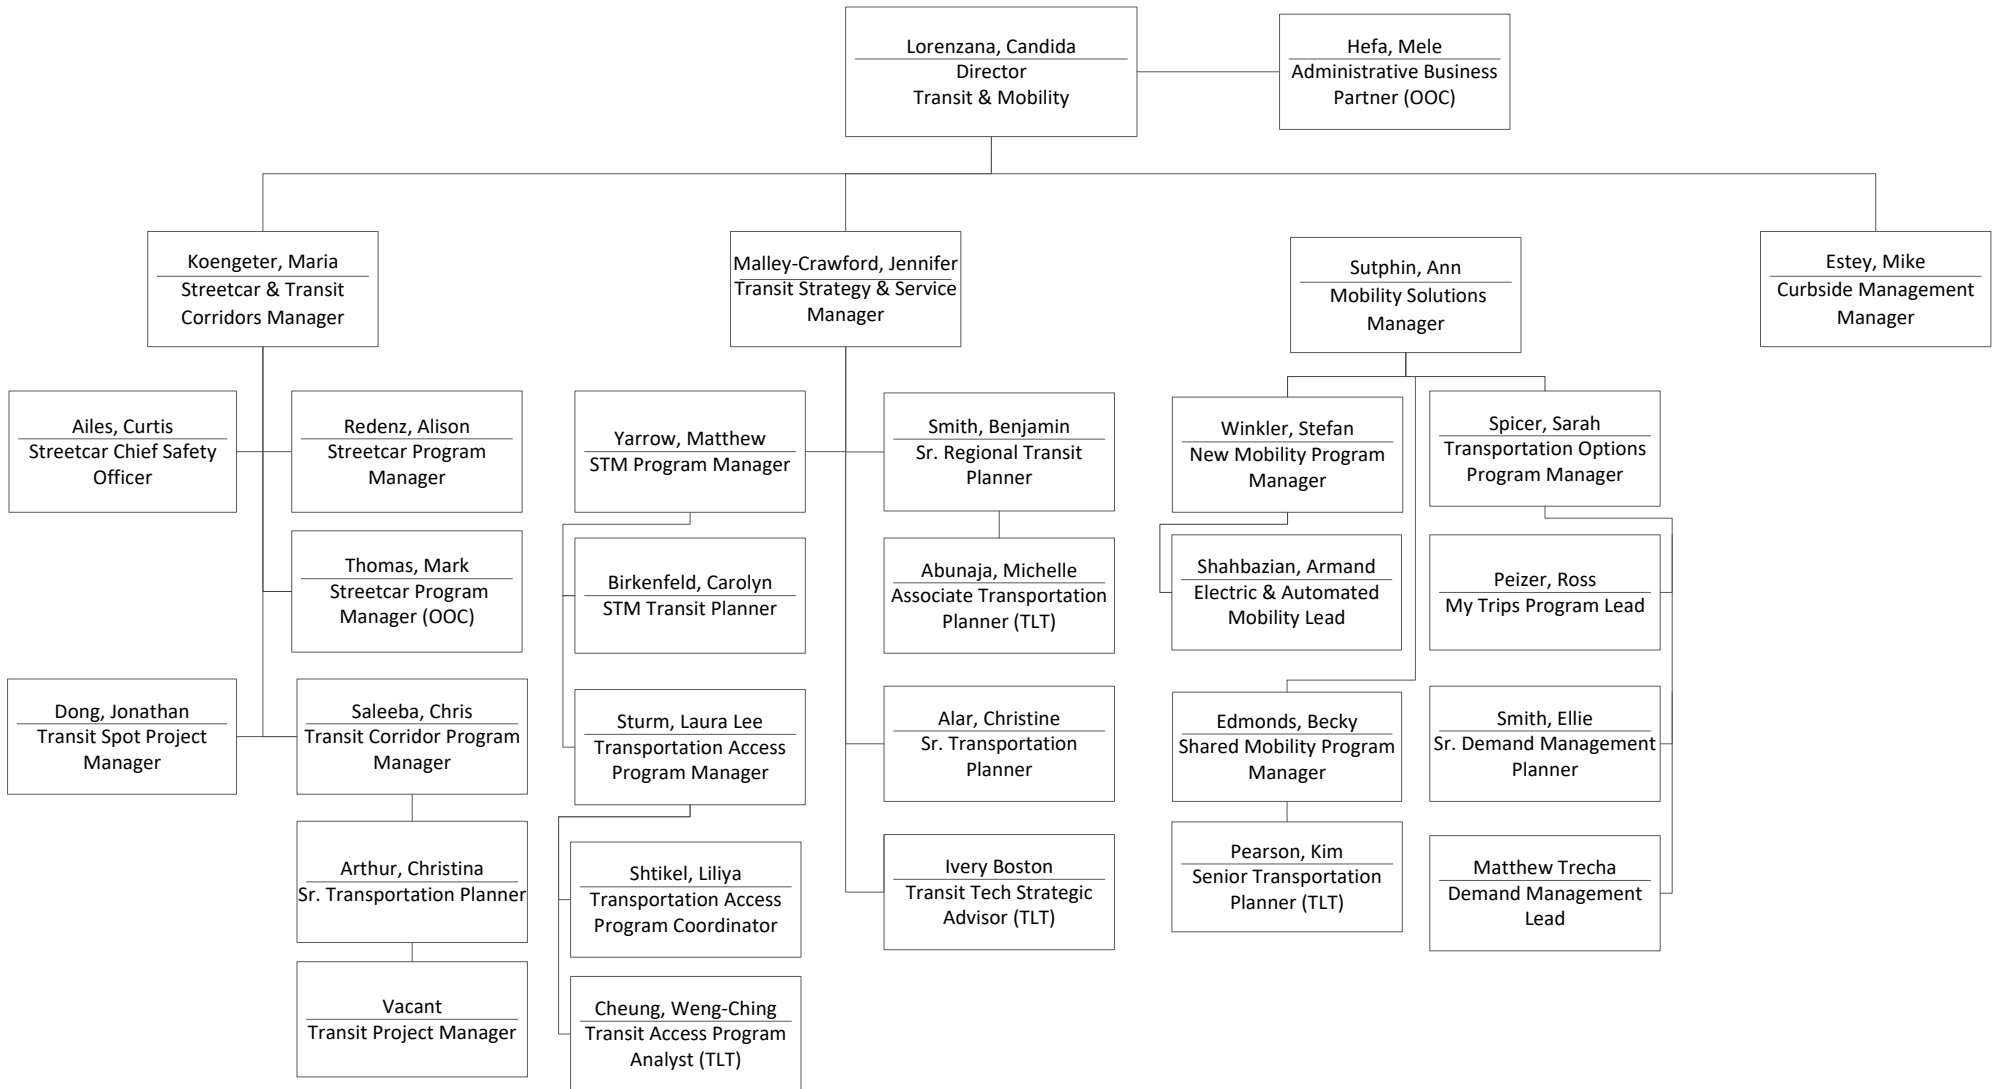 Lorenzana, Candida
Director
Transit & Mobility
Hefa, Mele
Administrative Business
Partner (OOC)
Koengeter, Maria
Streetcar & Transit
Corridors Manager
Malley-Crawford, Jennifer
Transit Strategy & Service
Manager
Sutphin, Ann
Mobility Solutions
Manager
Estey, Mike
Curbside Management
Manager
Ailes, Curtis
Streetcar Chief Safety
Officer
Redenz, Alison
Streetcar Program
Manager
Yarrow, Matthew
STM Program Manager
Smith, Benjamin
Sr. Regional Transit
Planner
Winkler, Stefan
New Mobility Program
Manager
Spicer, Sarah
Transportation Options
Program Manager
Thomas, Mark
Streetcar Program
Manager (OOC)
Birkenfeld, Carolyn
STM Transit Planner
Abunaja, Michelle
Associate Transportation
Planner (TLT)
Shahbazian, Armand
Electric & Automated
Mobility Lead
Peizer, Ross
My Trips Program Lead
Dong, Jonathan
Transit Spot Project
Manager
Saleeba, Chris
Transit Corridor Program
Manager
Sturm, Laura Lee
Transportation Access
Program Manager
Alar, Christine
Sr. Transportation
Planner
Edmonds, Becky
Shared Mobility Program
Manager
Smith, Ellie
Sr. Demand Management
Planner
Arthur, Christina
Sr. Transportation Planner
Shtikel, Liliya
Transportation Access
Program Coordinator
Ivery Boston
Transit Tech Strategic
Advisor (TLT)
Pearson, Kim
Senior Transportation
Planner (TLT)
Matthew Trecha
Demand Management
Lead
Vacant
Transit Project Manager
Cheung, Weng-Ching
Transit Access Program
Analyst (TLT)